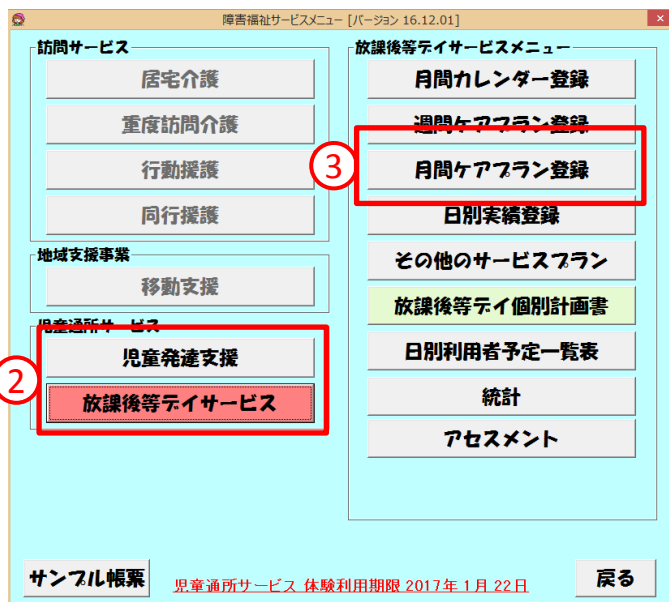 障害福祉サービスメニュー [バージョン 16.12.01]
訪問サービス
居宅介護
重度訪問介護
行動援護
同行援護
地域支援事業
移動支援
児童通所サービス
②
児童発達支援
放課後等デイサービス
放課後等デイサービスメニュー
月間カレンダー登録
週間ケアプラン登録
③
月間ケアプラン登録
日別実績登録
その他のサービスプラン
放課後等デイ個別計画書
日別利用者予定一覧表
統計
アセスメント
サンプル帳票
児童通所サービス 体験利用期限 2017年 1月 22日
戻る